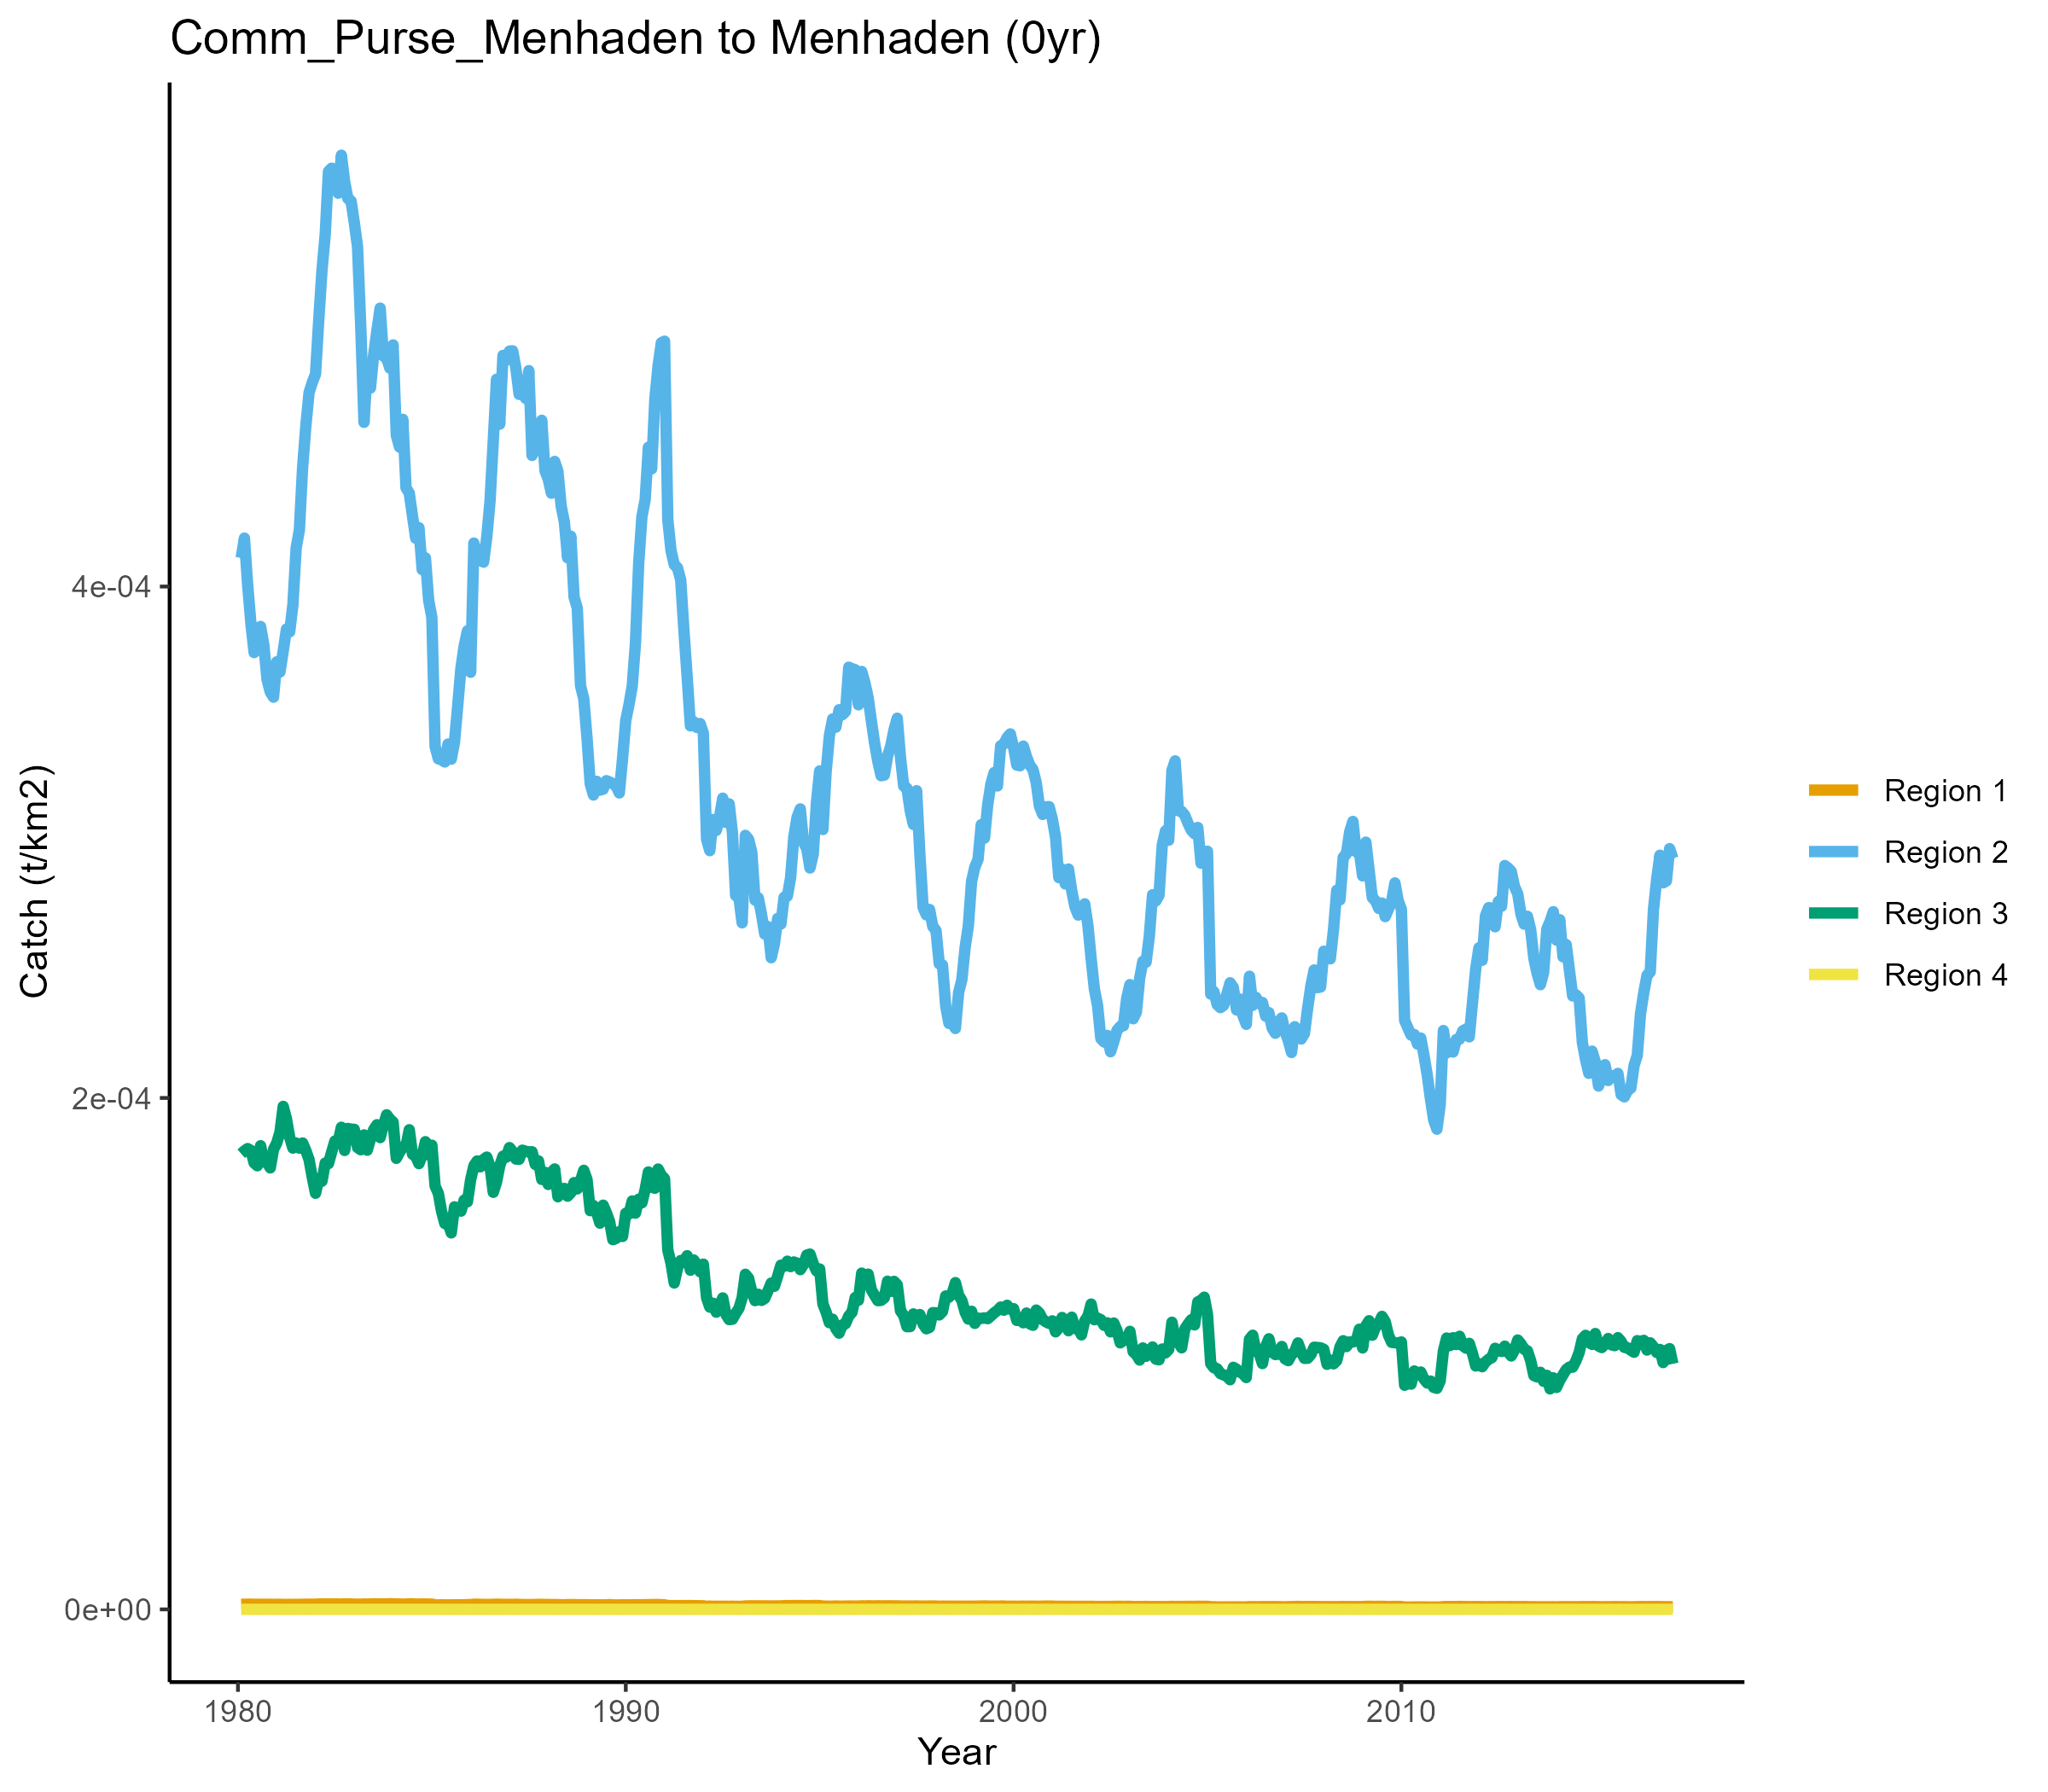 Comm_Purse_Menhaden to Menhaden (0yr)
Catch (t/km2)
4e-04
2e-04
0e+00
1980
1990
2000
2010
Year
Region 1
Region 2
Region 3
Region 4